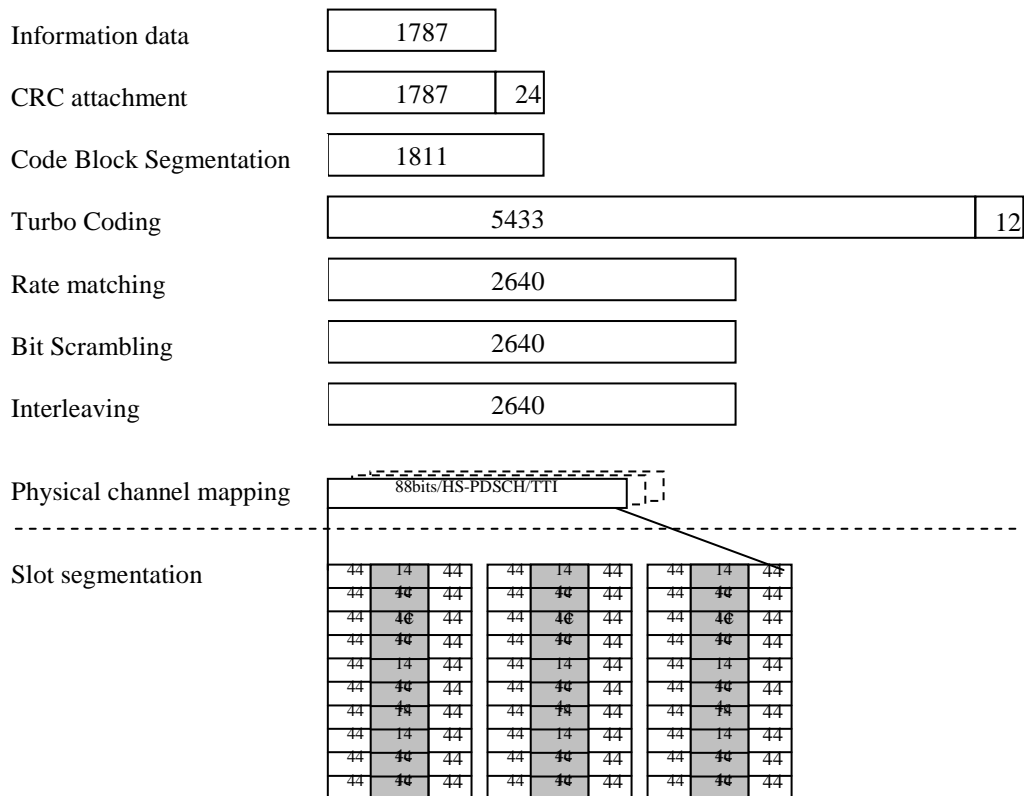 Information data 1787
CRC attachment 1787 24
Code Block Segmentation 1811
Turbo Coding 5433 12
Rate matching 2640
Bit Scrambling 2640
Interleaving 2640
Physical channel mapping 88bits/HS-PDSCH/TTI
Slot segmentation
44 14 44 44 14 44 44 14 44
44 44 44 44 44 44
44 44 44 44 44 44
44 44 44 44 44 44
44 14 44 44 14 44 44 14 44
44 44 44 44 44 44
44 14 44 44 14 44 44 14 44
44 14 44 44 14 44 44 14 44
44 44 44 44 44 44
44 44 44 44 44 44